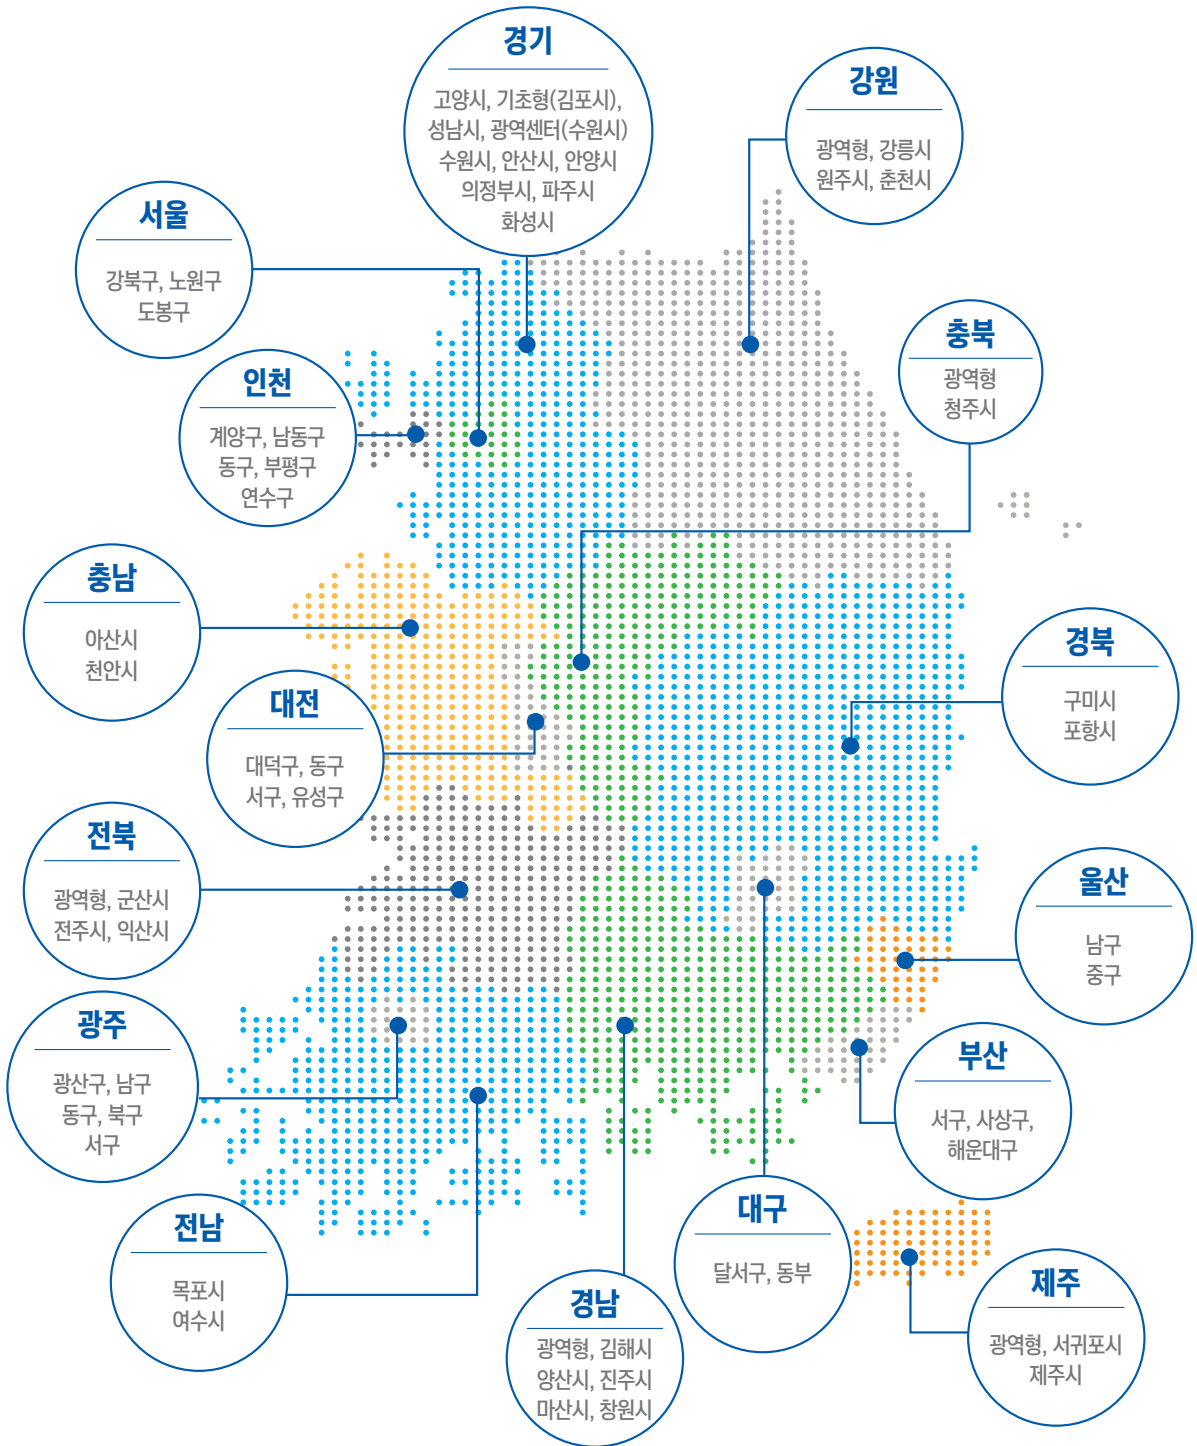 경기
고양시, 기초형(김포시),
성남시, 광역센터(수원시)
수원시, 안산시, 안양시
의정부시, 파주시
화성시
강원
광역형, 강릉시
원주시, 춘천시
서울
강북구, 노원구
도봉구
충북
광역형
청주시
인천
계양구, 남동구
동구, 부평구
연수구
충남
아산시
천안시
경북
구미시
포항시
대전
대덕구, 동구
서구, 유성구
전북
광역형, 군산시
전주시, 익산시
울산
남구
중구
광주
광산구, 남구
동구, 북구
서구
부산
서구, 사상구,
해운대구
전남
목포시
여수시
대구
달서구, 동부
경남
광역형, 김해시
양산시, 진주시
마산시, 창원시
제주
광역형, 서귀포시
제주시